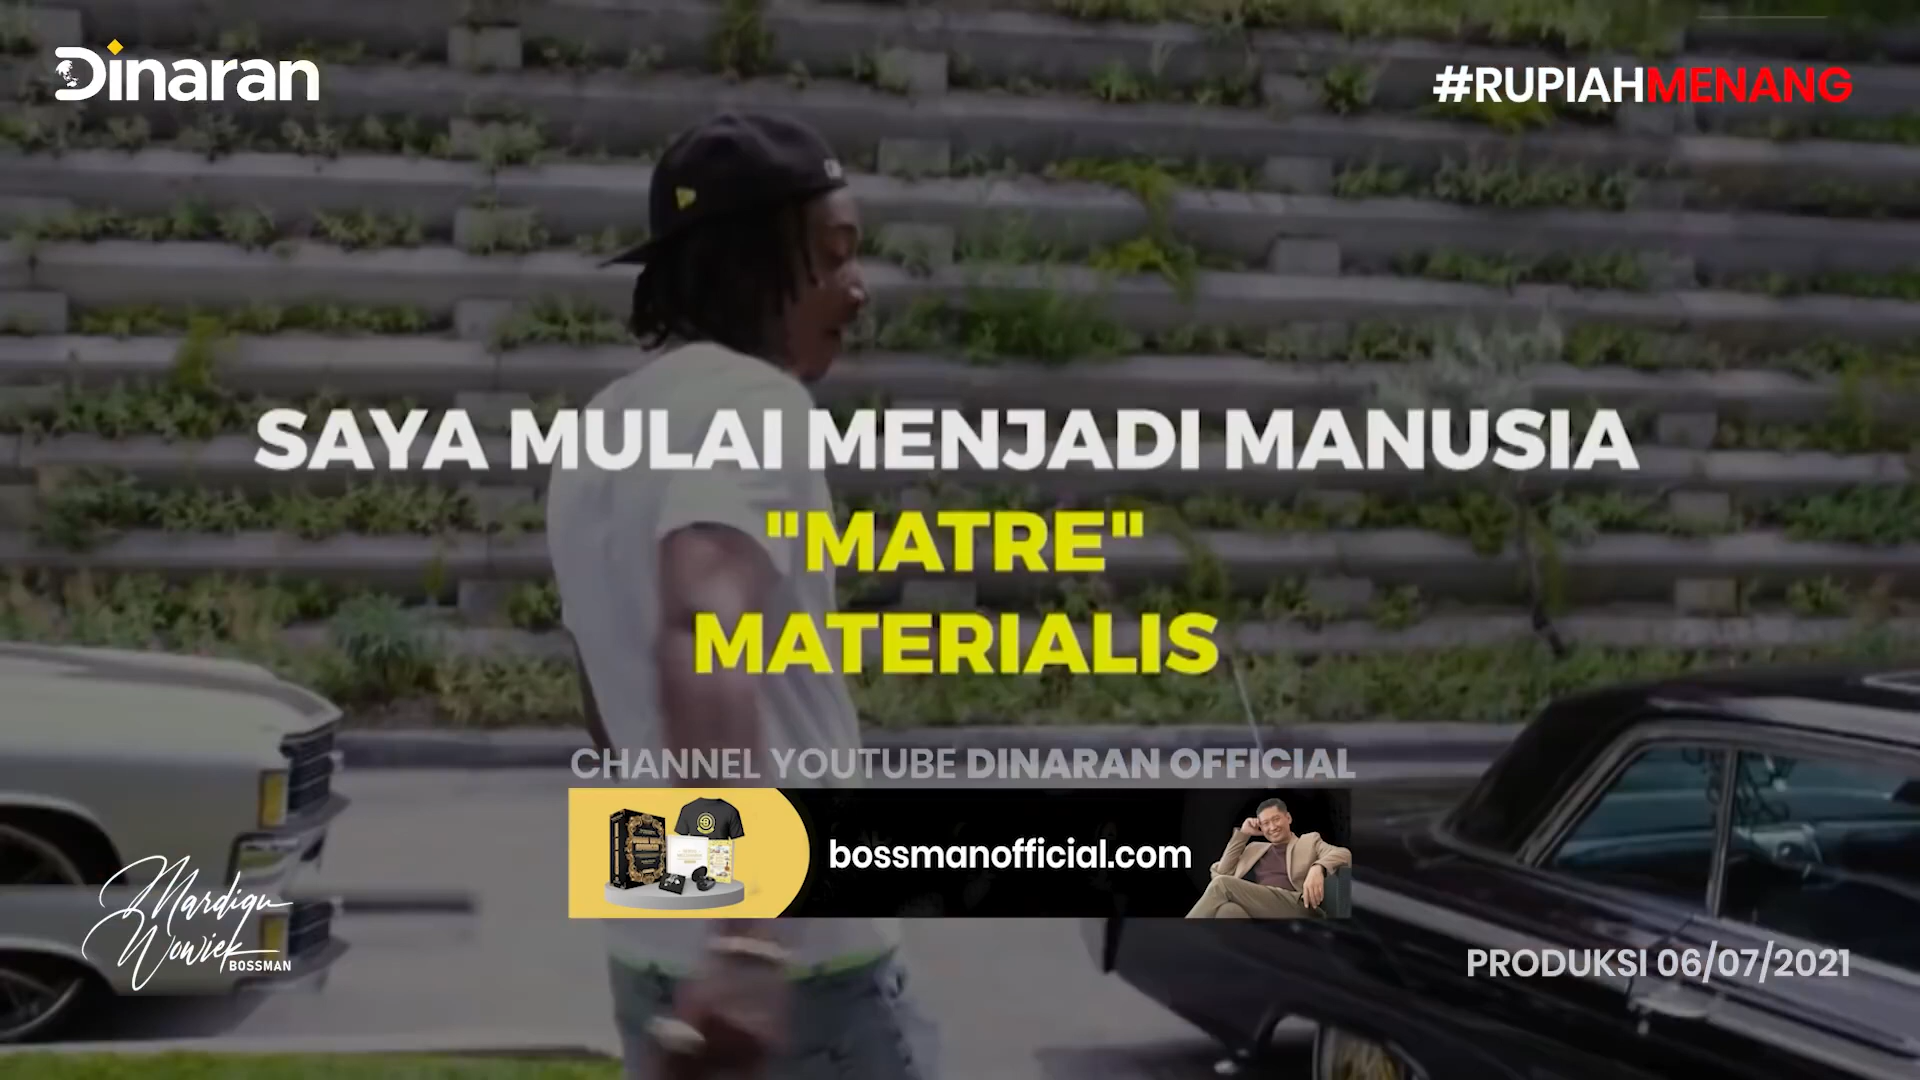 Dinaran
#RUPIAHMENANG
SAYA MULAI MENJADI MANUSIA
"MATRE"
MATERIALIS
CHANNEL YOUTUBE DINARAN OFFICIAL
bossmanofficial.com
Mardigu
Wowiek
BOSSMAN
PRODUKSI 06/07/2021